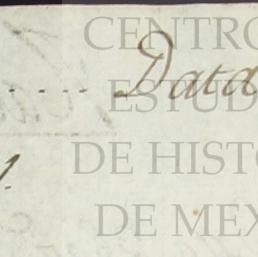 CENTRO
.... Data
ESTUD
DE HISTO
DE MEX